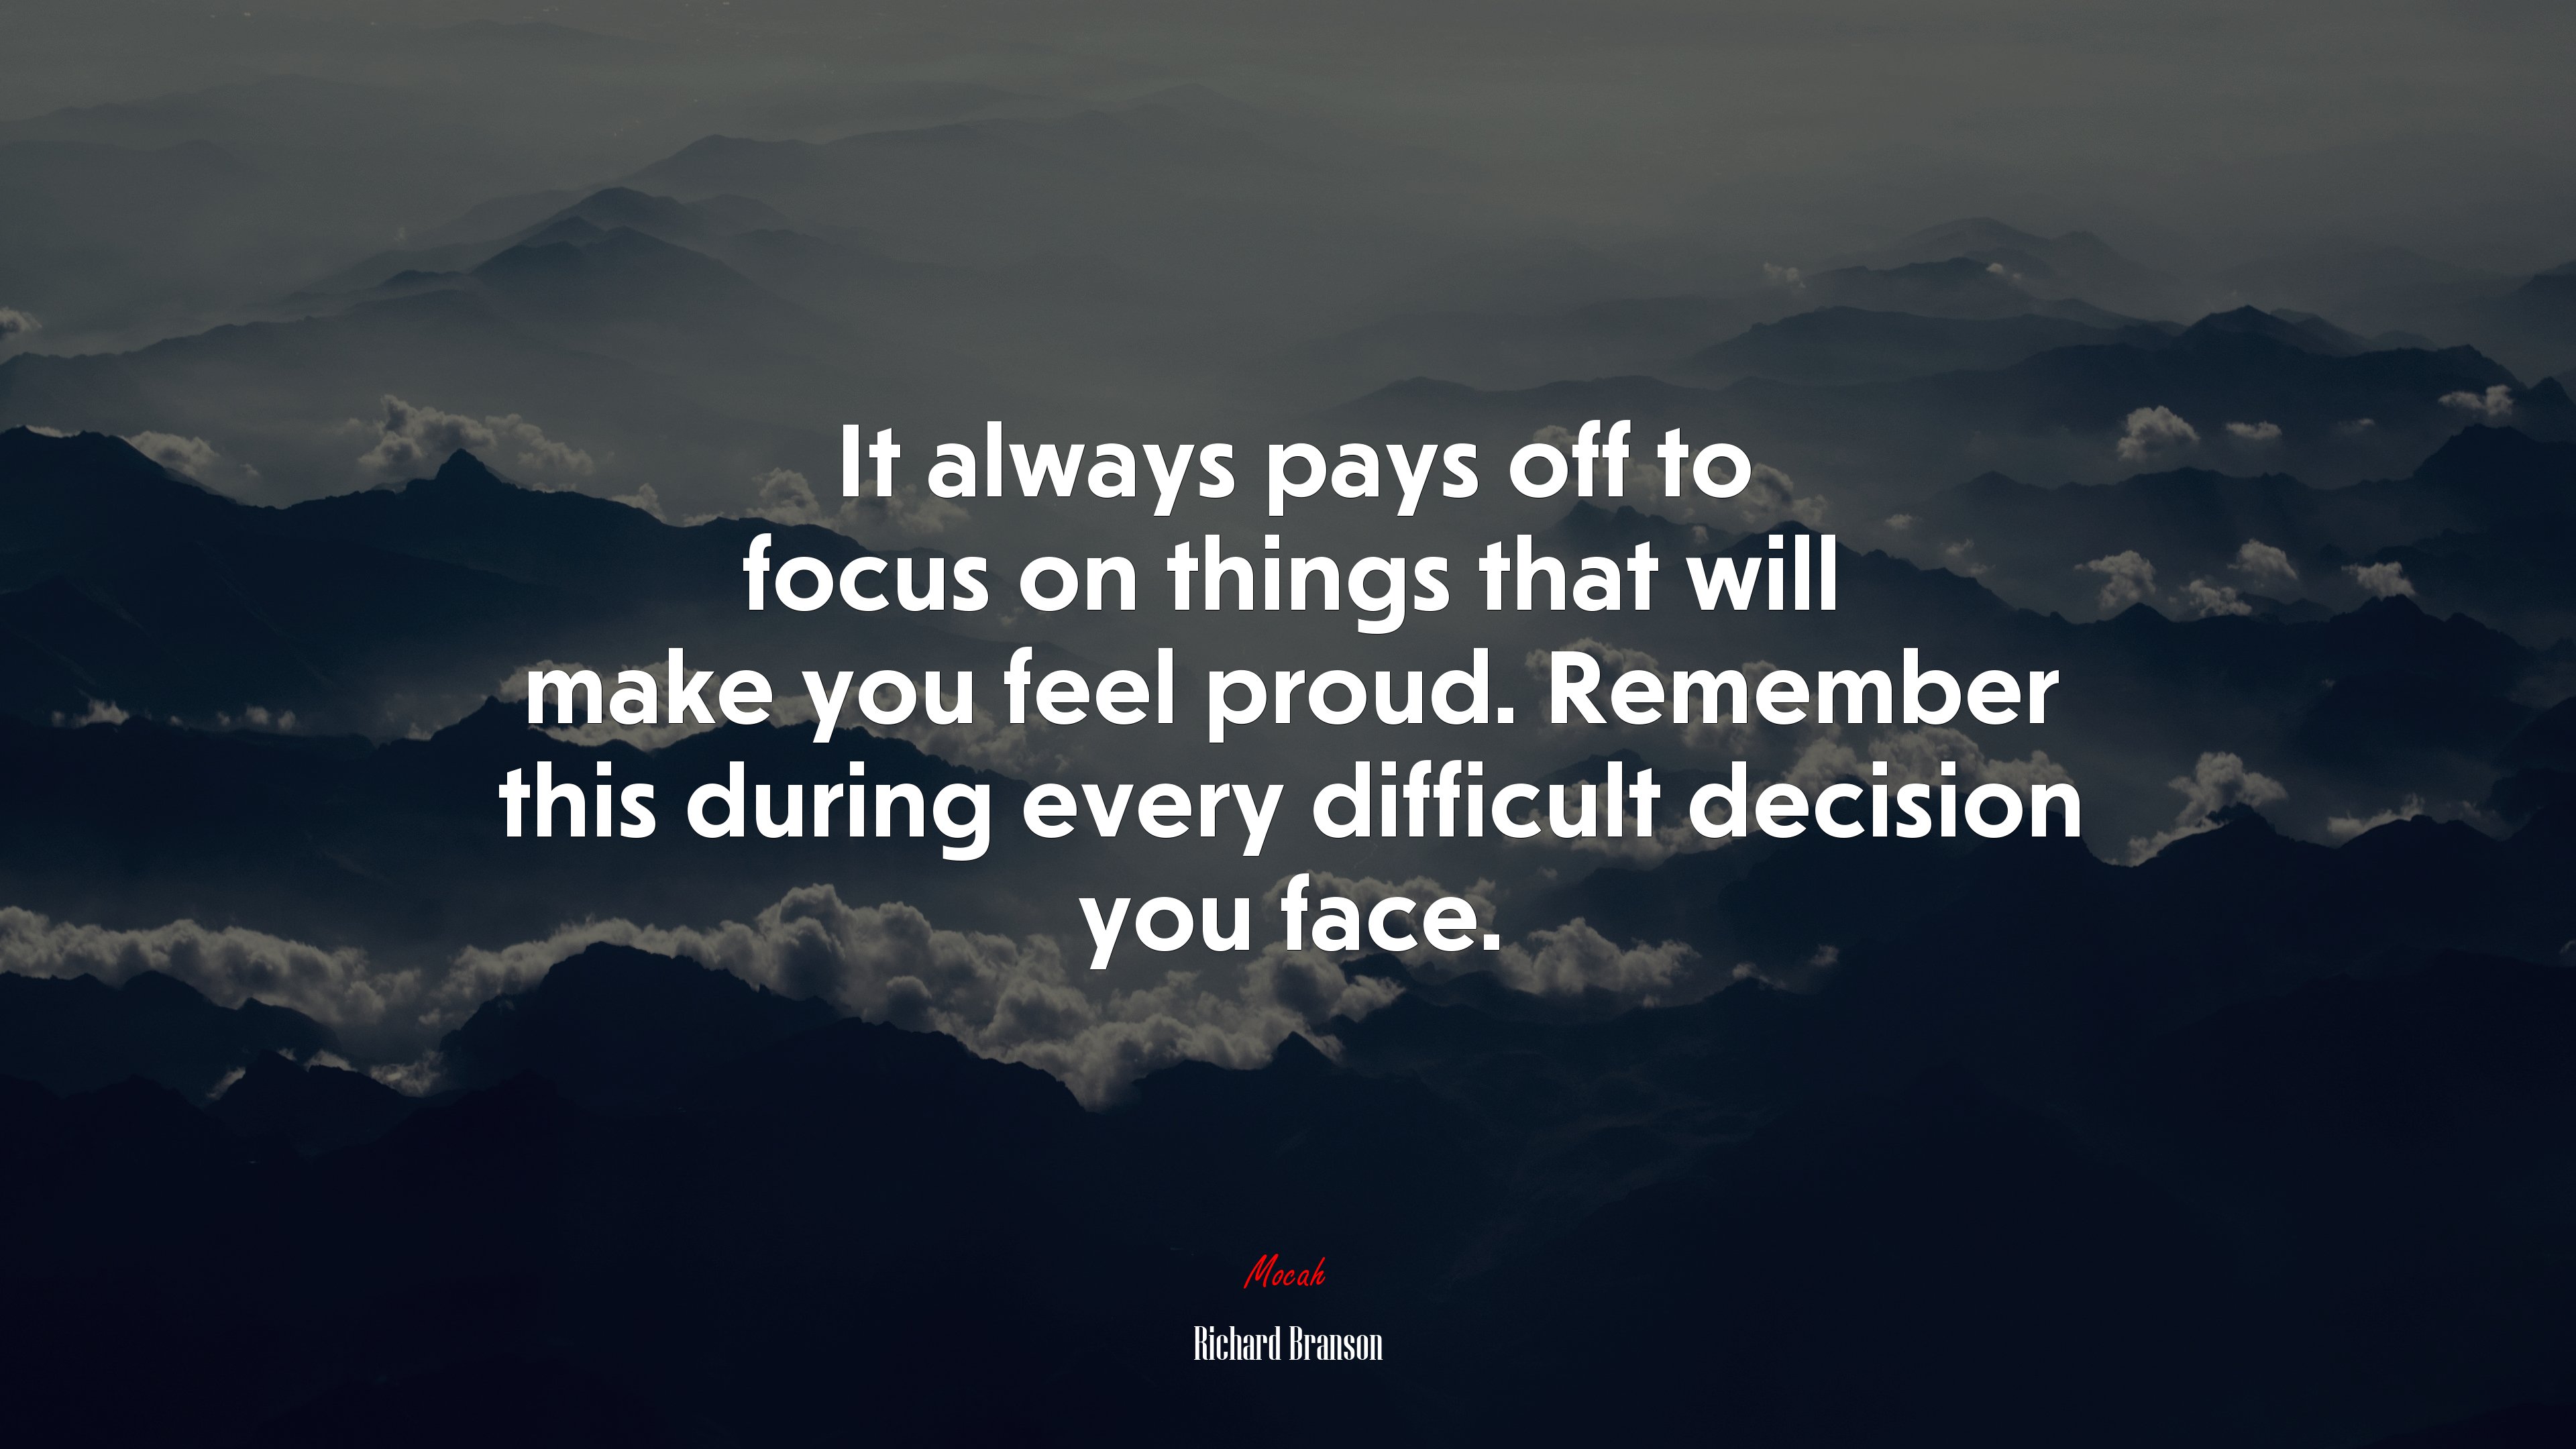 It always pays off to
focus on things that will
make you feel proud. Remember
this during every difficult decision
you face.
Mocah
Richard Branson